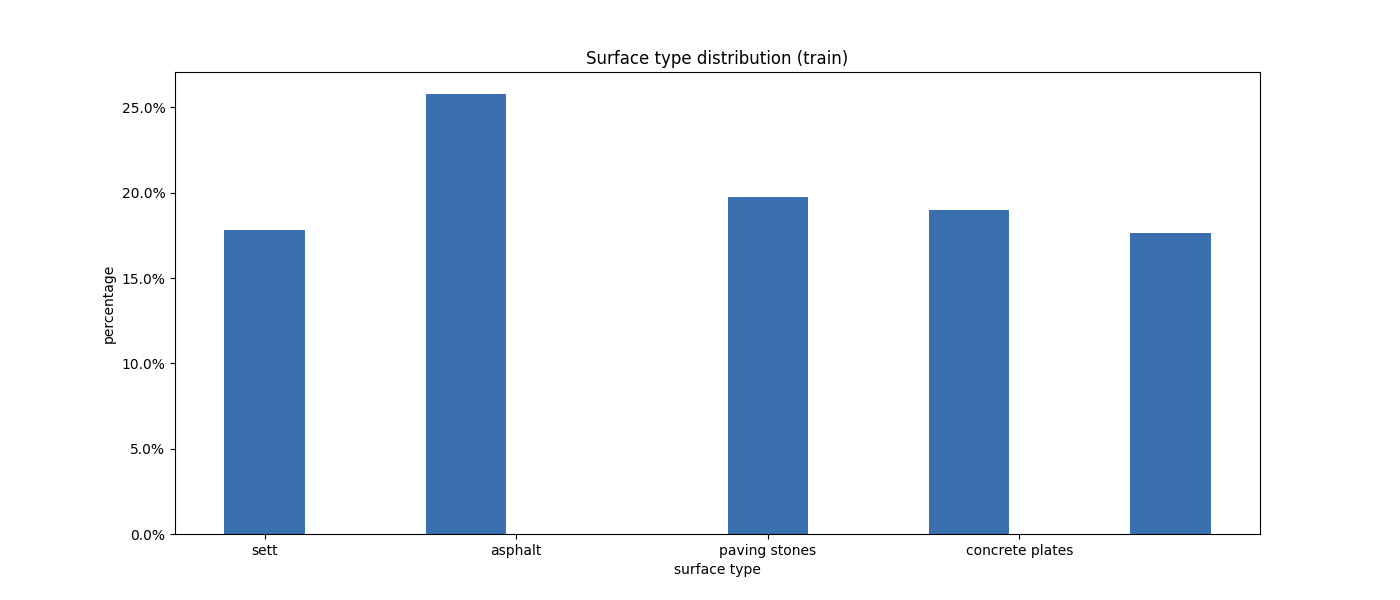 Surface type distribution (train)
25.0%
20.0%
15.0%
10.0%
5.0%
0.0%
percentage
sett
asphalt
paving stones
concrete plates
surface type